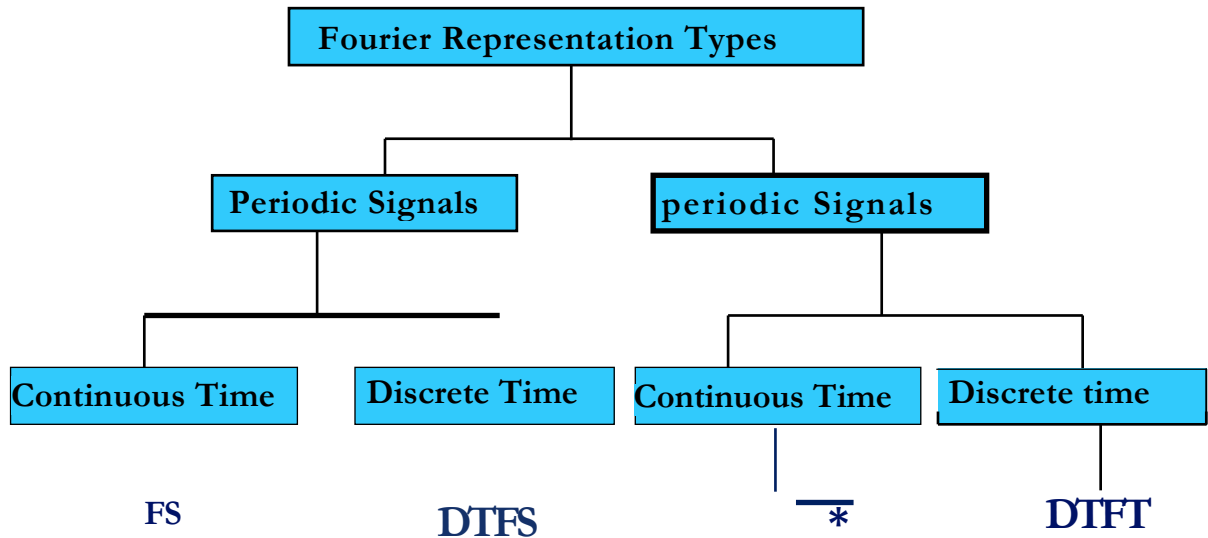 Fourier Representation Types
Periodic Signals
periodic Signals
Continuous Time
Discrete Time
Continuous Time
Discrete time
FS
DTFS
*
DTFT